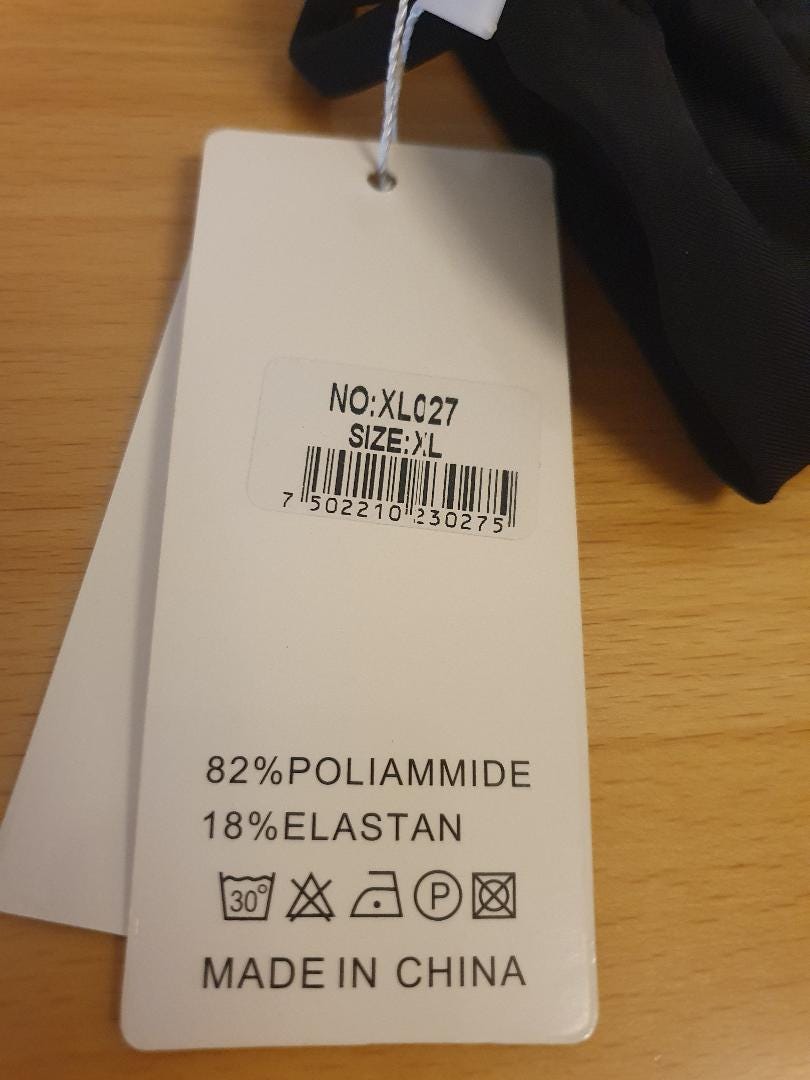 NO:XL027
SIZE:XL
7 502210 230275
82%POLIAMMIDE
18%ELASTAN
30° P
MADE IN CHINA